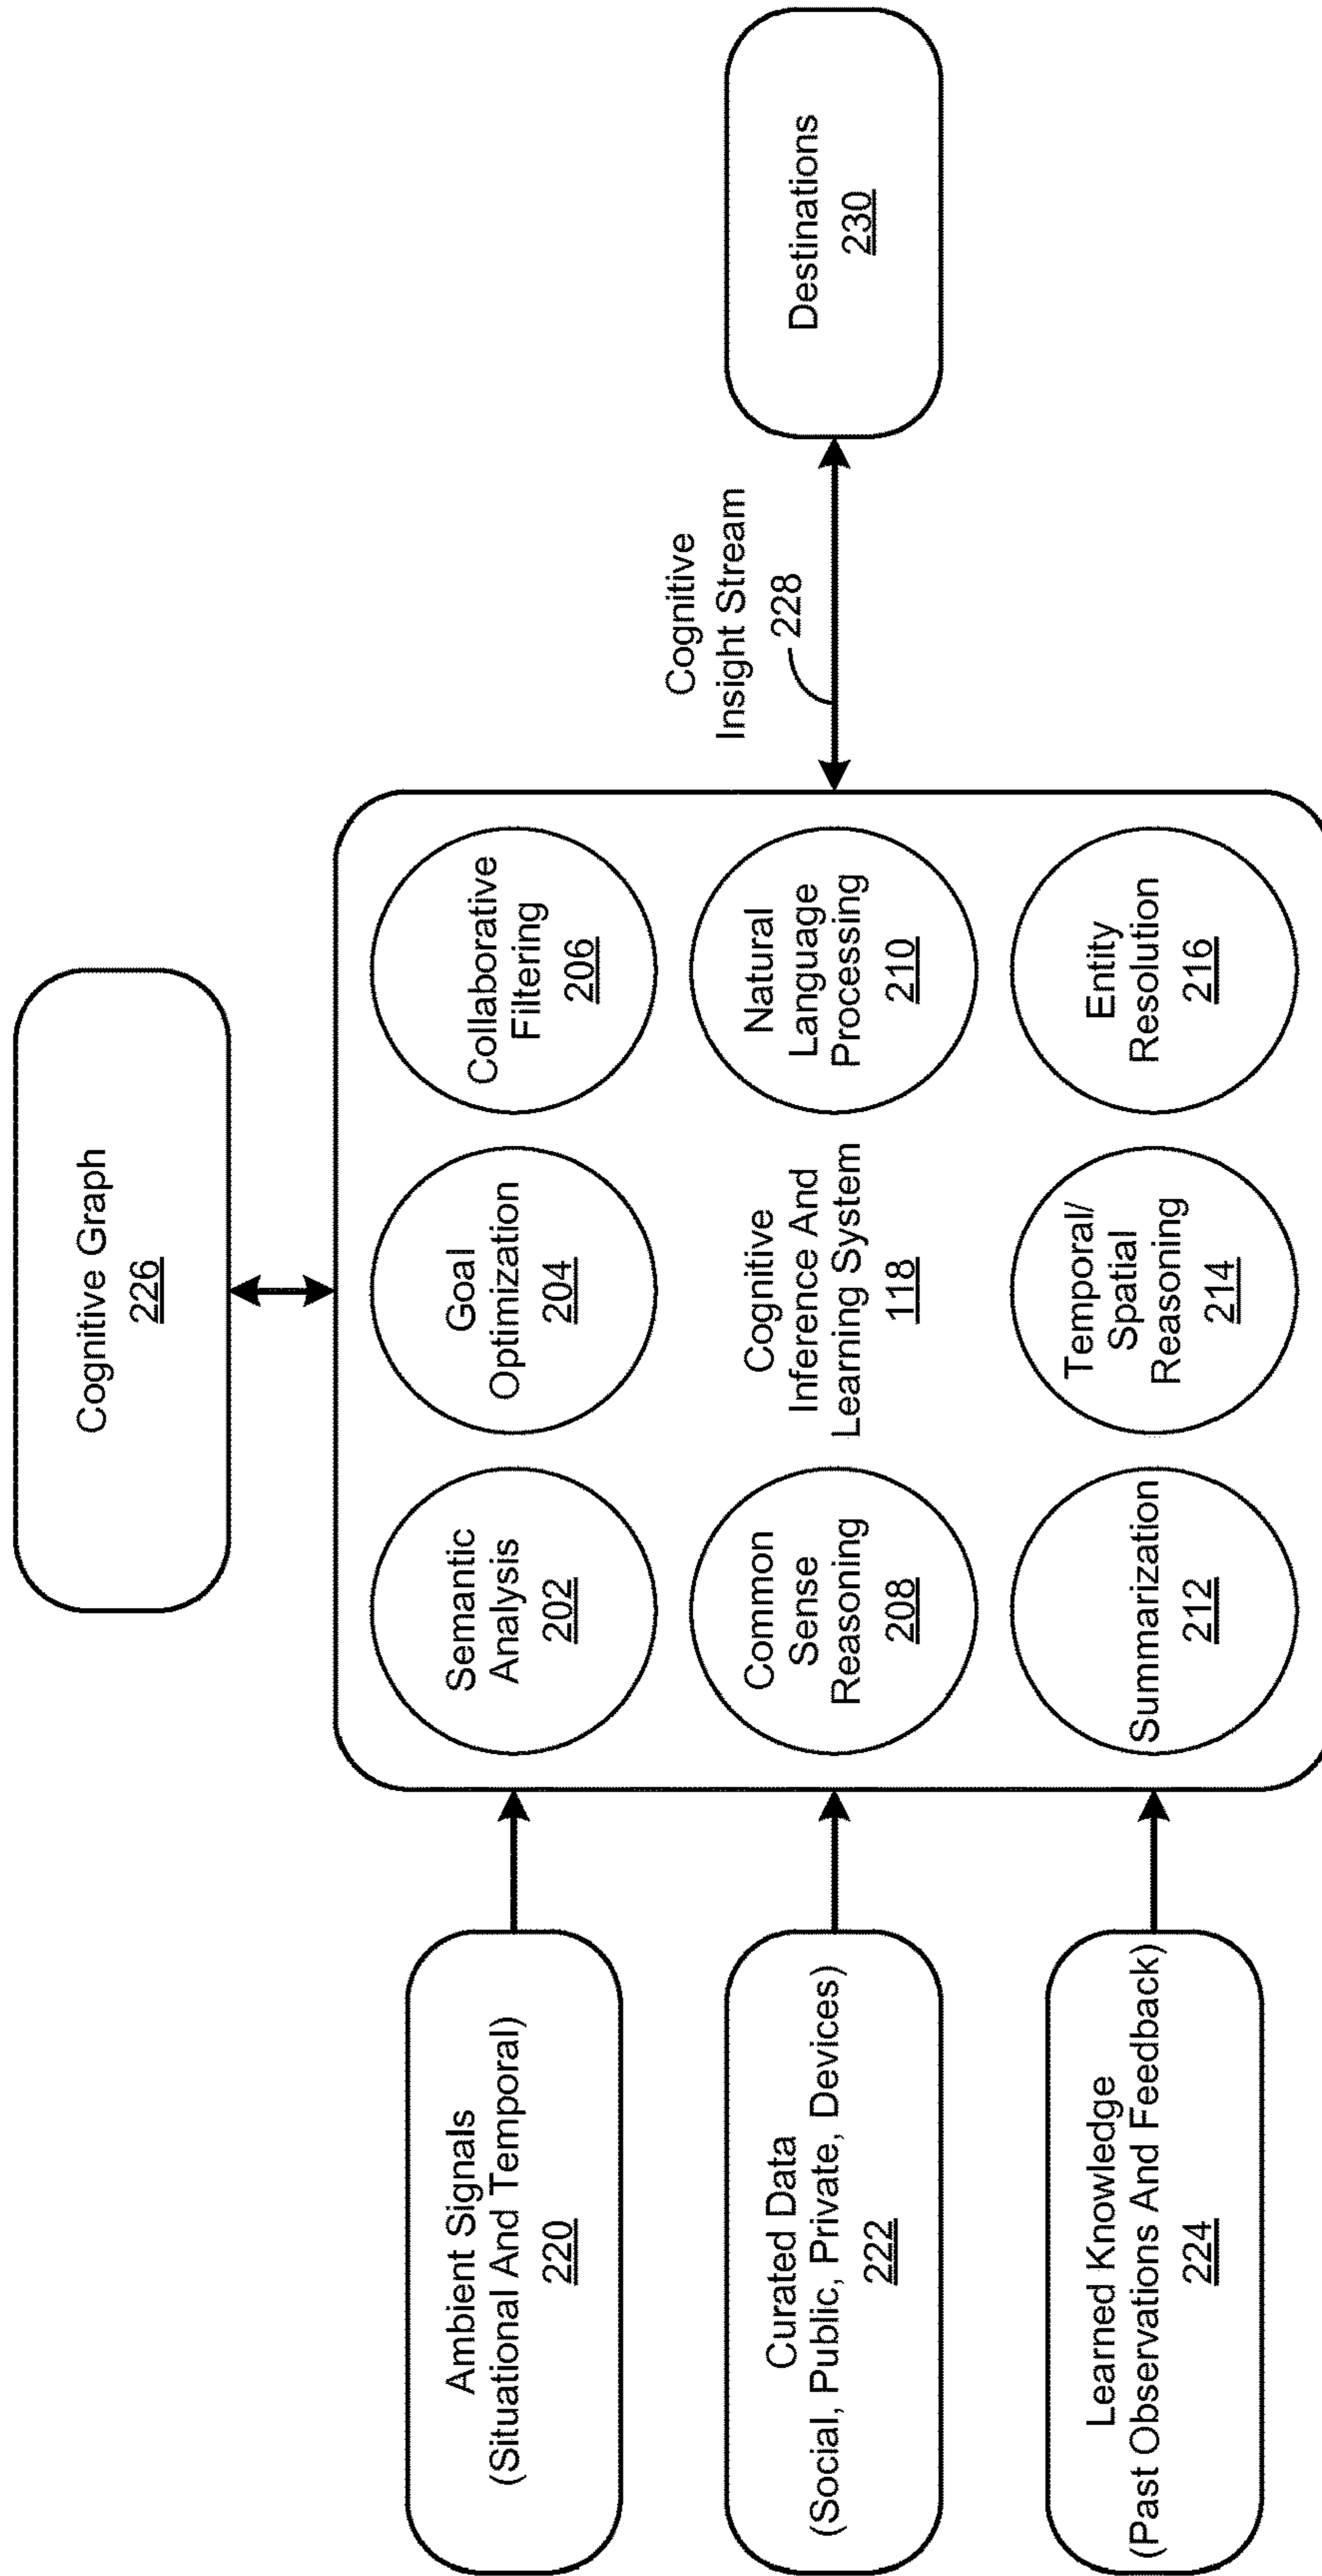 Cognitive Graph
226
Ambient Signals
(Situational And Temporal)
220
Curated Data
(Social, Public, Private, Devices)
222
Learned Knowledge
(Past Observations And Feedback)
224
Semantic
Analysis
202
Goal
Optimization
204
Collaborative
Filtering
206
Common
Sense
Reasoning
208
Cognitive
Inference And
Learning System
118
Natural
Language
Processing
210
Summarization
212
Temporal/
Spatial
Reasoning
214
Entity
Resolution
216
Cognitive
Insight Stream
228
Destinations
230